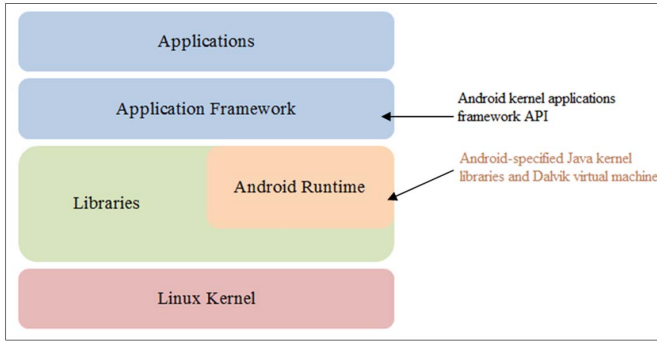 Applications
Application Framework
Android kernel applications
framework API
Android-specified Java kernel
libraries and Dalvik virtual machine
Android Runtime
Libraries
Linux Kernel